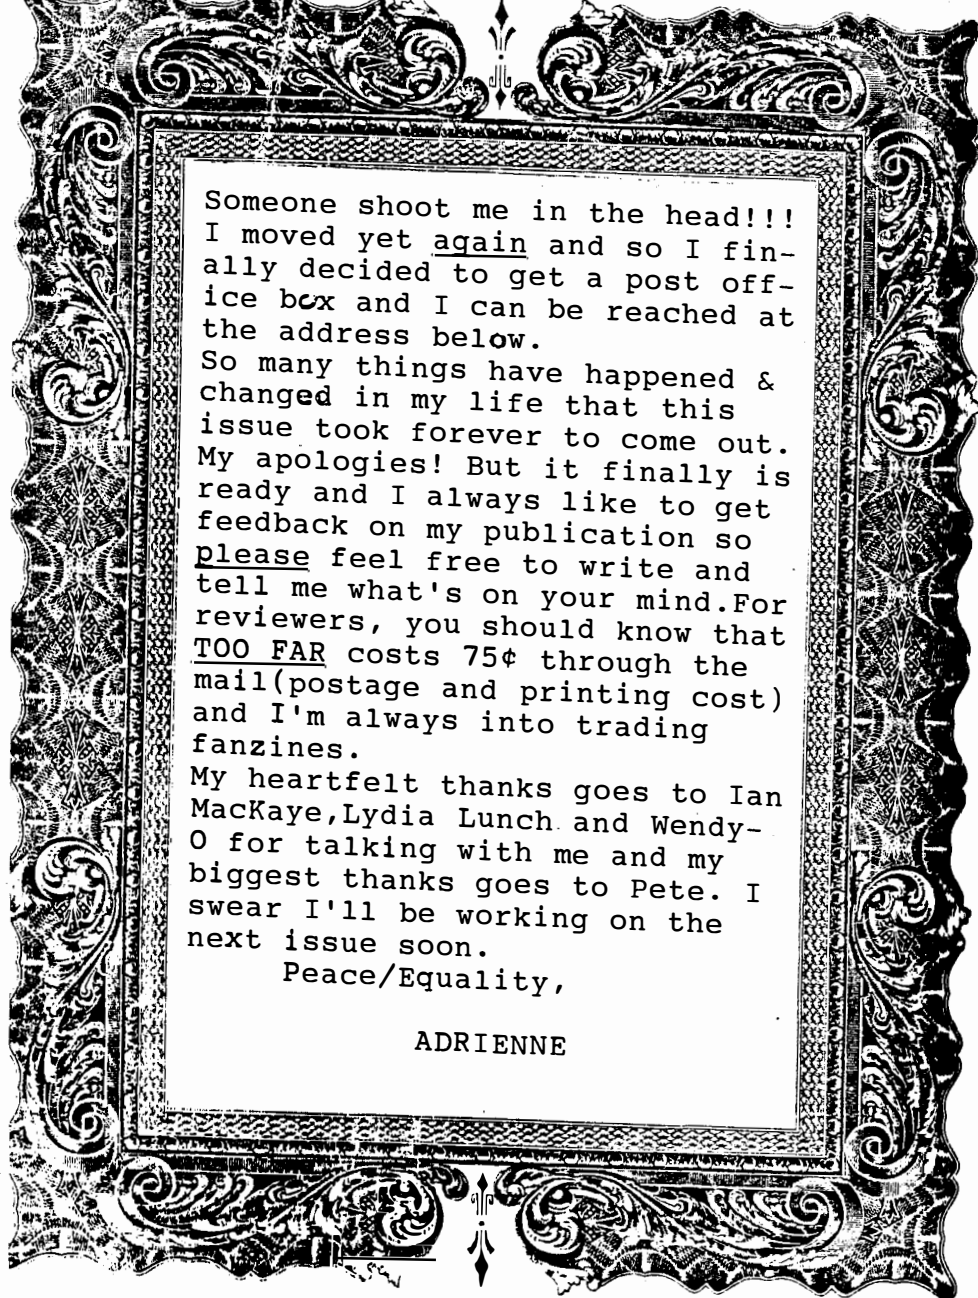 Someone shoot me in the head!!!
I moved yet again and so I fin-
ally decided to get a post off-
ice box and I can be reached at
the address below.
So many things have happened &
changed in my life that this
issue took forever to come out.
My apologies! But it finally is
ready and I always like to get
feedback on my publication so
please feel free to write and
tell me what's on your mind.For
reviewers, you should know that
TOO FAR costs 75¢ through the
mail(postage and printing cost)
and I'm always into trading
fanzines.
My heartfelt thanks goes to Ian
MacKaye,Lydia Lunch and Wendy-
O for talking with me and my
biggest thanks goes to Pete. I
swear I'll be working on the
next issue soon.
Peace/Equality,
ADRIENNE